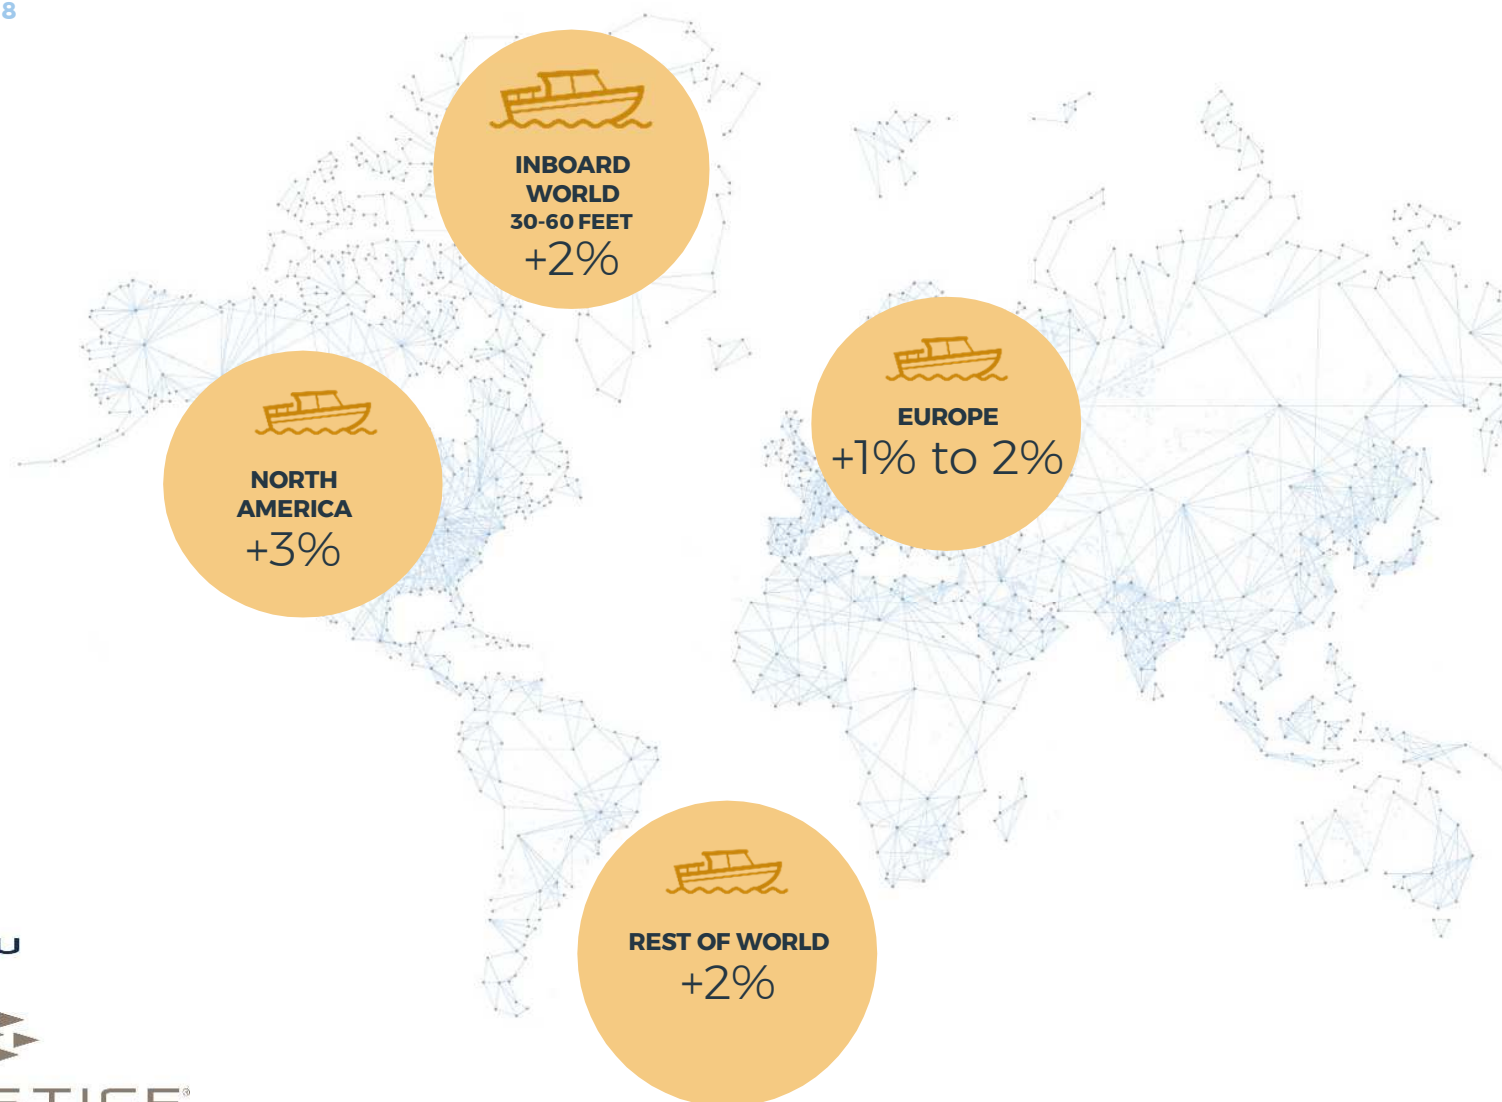 8
INBOARD
WORLD
30-60 FEET
+2%
EUROPE
+1% to 2%
NORTH
AMERICA
+3%
REST OF WORLD
+2%
U